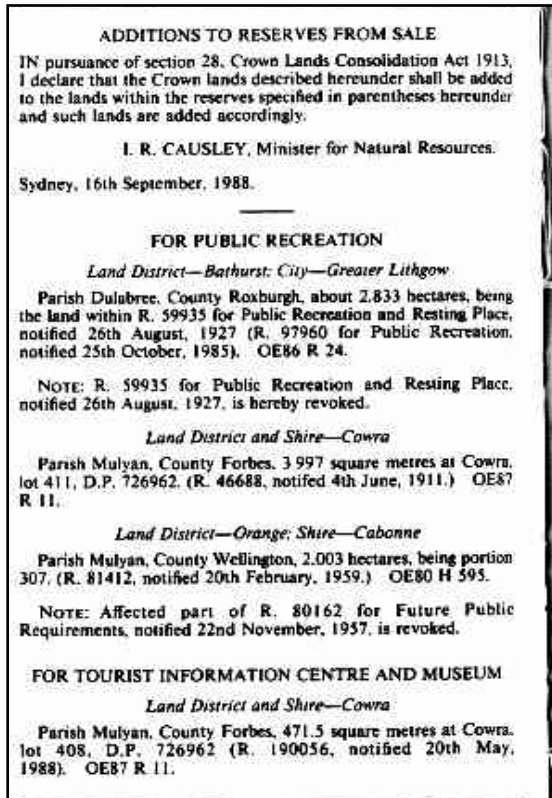 ADDITIONS TO RESERVES FROM SALE
IN pursuance of section 28, Crown Lands Consolidation Act 1913,
I declare that the Crown lands described hereunder shall be added
to the lands within the reserves specified in parentheses hereunder
and such lands are added accordingly.
I. R. CAUSLEY, Minister for Natural Resources.
Sydney, 16th September, 1988.
FOR PUBLIC RECREATION
Land District—Bathurst; City—Greater Lithgow
Parish Dulabree, County Roxburgh, about 2.833 hectares, being
the land within R. 59935 for Public Recreation and Resting Place,
notified 26th August, 1927 (R. 97960 for Public Recreation,
notified 25th October, 1985). OE86 R 24.
NOTE: R. 59935 for Public Recreation and Resting Place,
notified 26th August, 1927, is hereby revoked.
Land District and Shire—Cowra
Parish Mulyan, County Forbes, 3 997 square metres at Cowra,
lot 411, D.P. 726962. (R. 46688, notifed 4th June, 1911.) OE87
R 11.
Land District—Orange; Shire—Cabonne
Parish Mulyan, County Wellington, 2.003 hectares, being portion
307. (R. 81412, notified 20th February, 1959.) OE80 H 595.
NOTE: Affected part of R. 80162 for Future Public
Requirements, notified 22nd November, 1957, is revoked.
FOR TOURIST INFORMATION CENTRE AND MUSEUM
Land District and Shire—Cowra
Parish Mulyan, County Forbes, 471.5 square metres at Cowra,
lot 408, D.P. 726962 (R. 190056, notified 20th May,
1988). OE87 R 11.